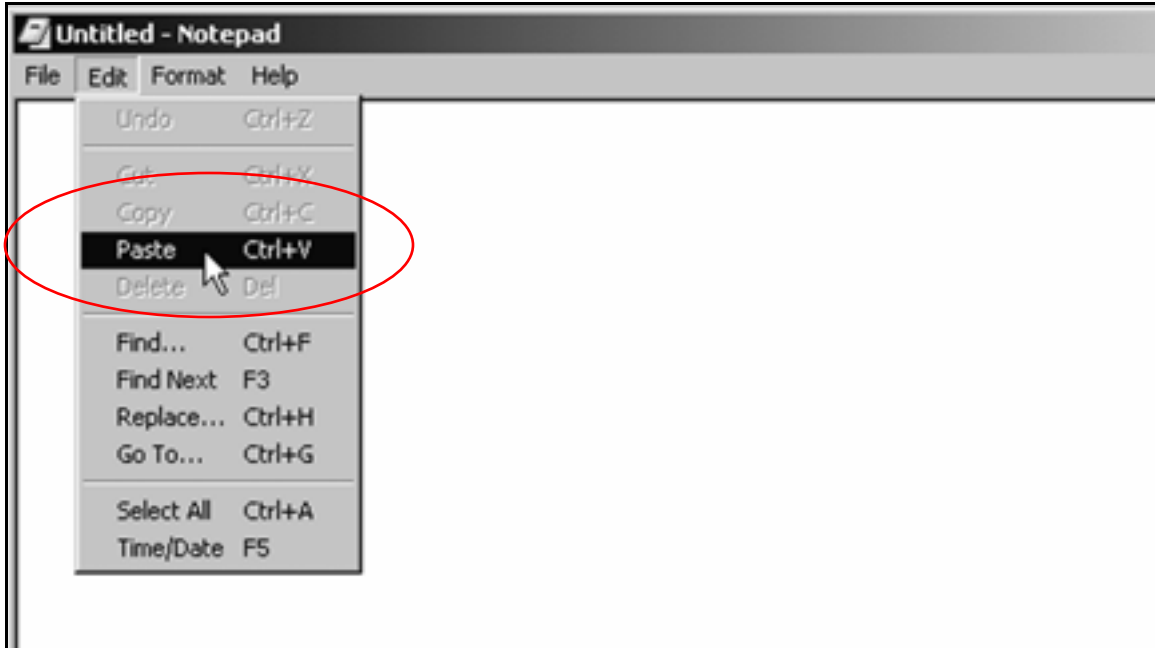 Untitled - Notepad
File Edit Format Help
Undo Ctrl+Z
Cut Ctrl+X
Copy Ctrl+C
Paste Ctrl+V
Delete Del
Find... Ctrl+F
Find Next F3
Replace... Ctrl+H
Go To... Ctrl+G
Select All Ctrl+A
Time/Date F5